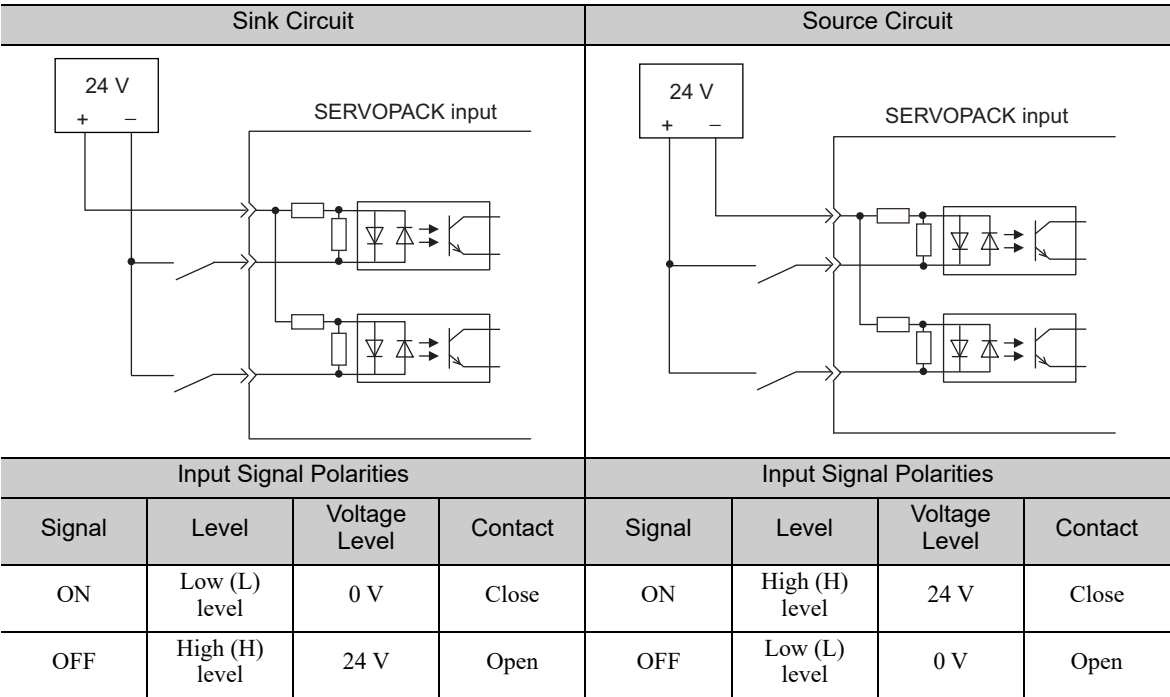 Sink Circuit
Source Circuit
24 V
+ −
SERVOPACK input
24 V
+ −
SERVOPACK input
Input Signal Polarities
Input Signal Polarities
Signal Level Voltage Level Contact Signal Level Voltage Level Contact
ON Low (L) level 0 V Close ON High (H) level 24 V Close
OFF High (H) level 24 V Open OFF Low (L) level 0 V Open